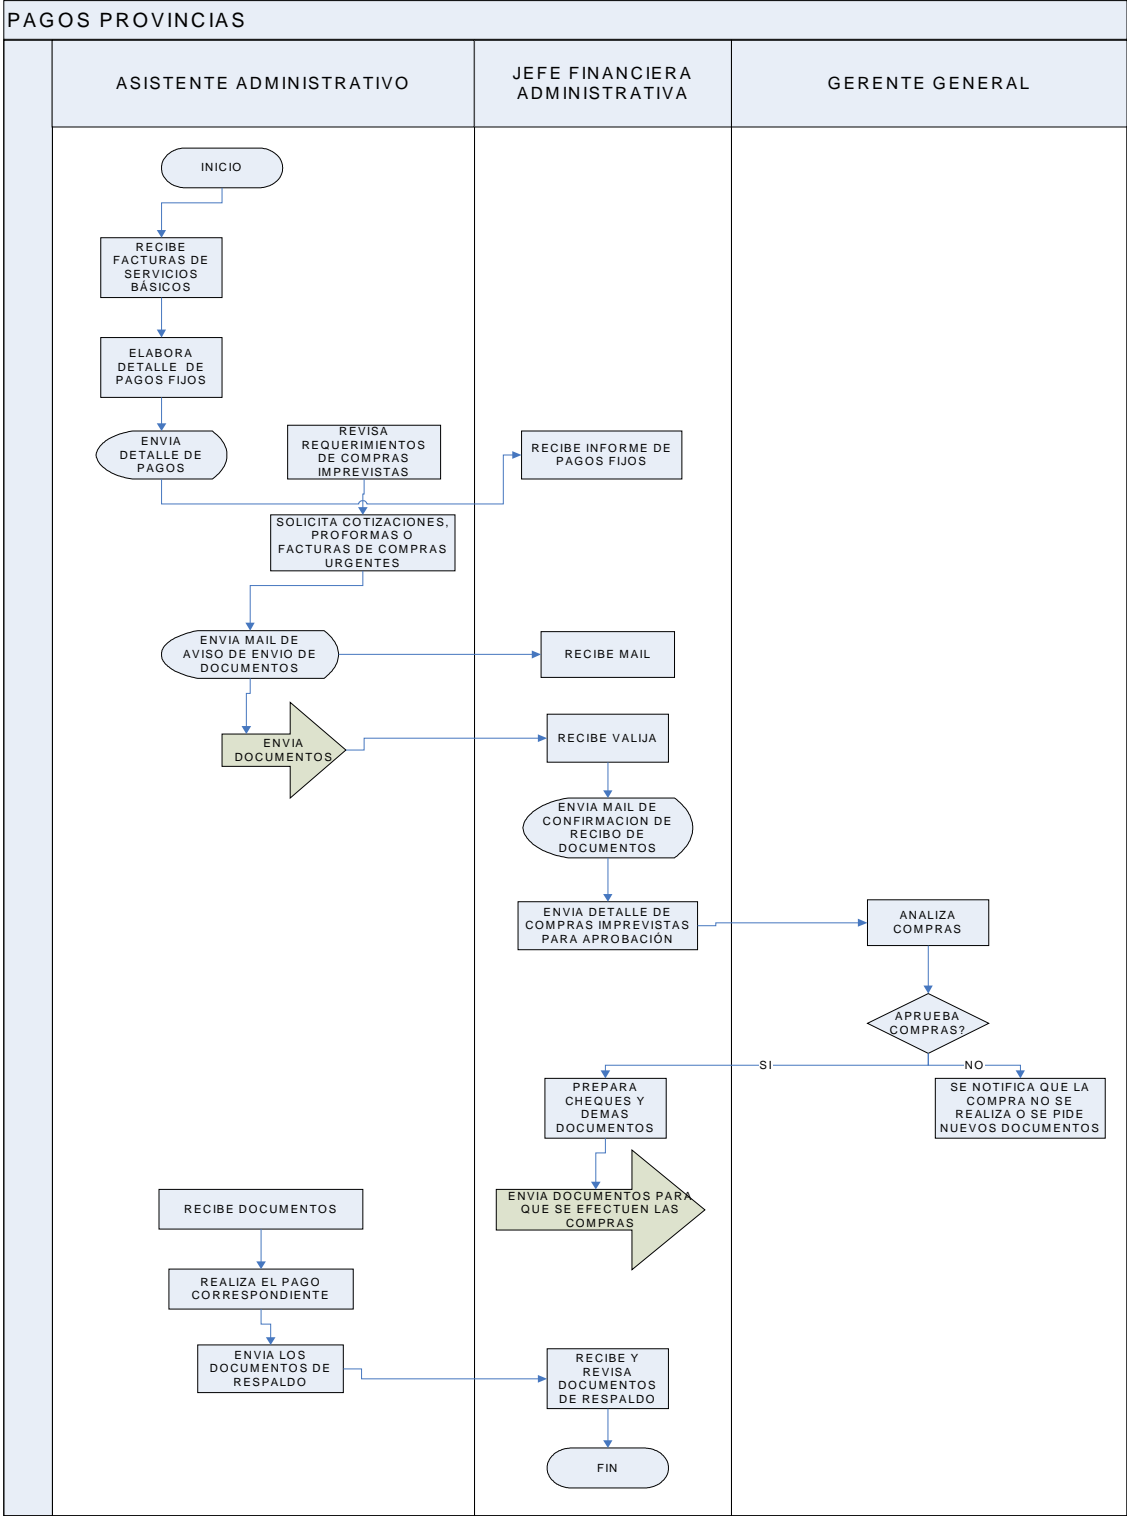 PAGOS PROVINCIAS
ASISTENTE ADMINISTRATIVO
JEFE FINANCIERA
ADMINISTRATIVA
GERENTE GENERAL
INICIO
RECIBE
FACTURAS DE
SERVICIOS
BÁSICOS
ELABORA
DETALLE DE
PAGOS FIJOS
ENVIA
DETALLE DE
PAGOS
REVISA
REQUERIMIENTOS
DE COMPRAS
IMPREVISTAS
RECIBE INFORME DE
PAGOS FIJOS
SOLICITA COTIZACIONES,
PROFORMAS O
FACTURAS DE COMPRAS
URGENTES
ENVIA MAIL DE
AVISO DE ENVIO DE
DOCUMENTOS
RECIBE MAIL
ENVIA
DOCUMENTOS
RECIBE VALIJA
ENVIA MAIL DE
CONFIRMACION DE
RECIBO DE
DOCUMENTOS
ENVIA DETALLE DE
COMPRAS IMPREVISTAS
PARA APROBACIÓN
ANALIZA
COMPRAS
APRUEBA
COMPRAS?
SI
NO
PREPARA
CHEQUES Y
DEMAS
DOCUMENTOS
SE NOTIFICA QUE LA
COMPRA NO SE
REALIZA O SE PIDE
NUEVOS DOCUMENTOS
ENVIA DOCUMENTOS PARA
QUE SE EFECTUEN LAS
COMPRAS
RECIBE DOCUMENTOS
REALIZA EL PAGO
CORRESPONDIENTE
ENVIA LOS
DOCUMENTOS DE
RESPALDO
RECIBE Y
REVISA
DOCUMENTOS
DE RESPALDO
FIN